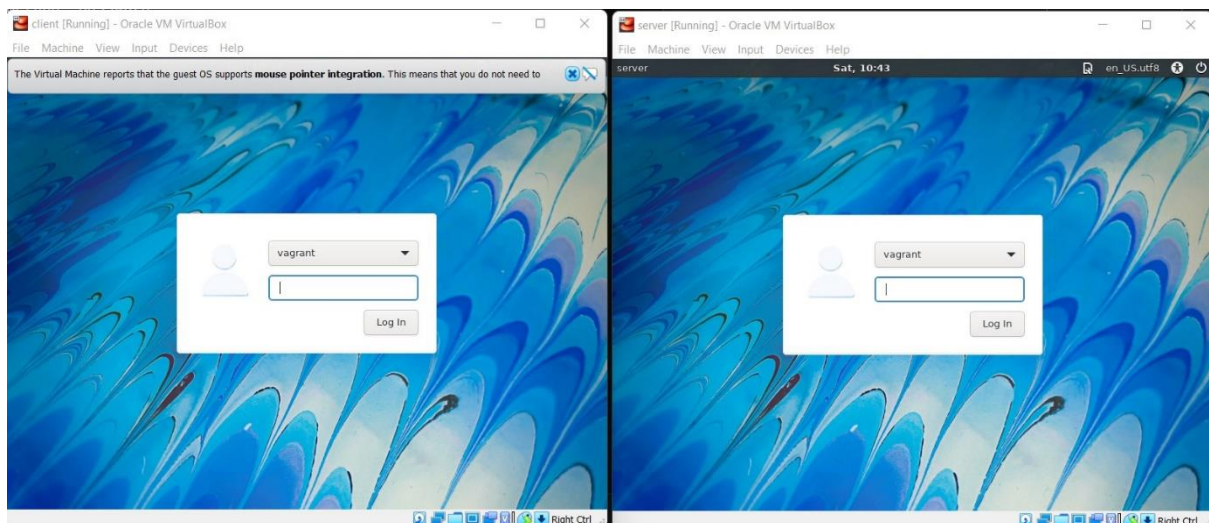 client [Running] - Oracle VM VirtualBox
File Machine View Input Devices Help
The Virtual Machine reports that the guest OS supports mouse pointer integration. This means that you do not need to
vagrant
Log In
Right Ctrl
server [Running] - Oracle VM VirtualBox
File Machine View Input Devices Help
server Sat, 10:43 en_US.utf8
vagrant
Log In
Right Ctrl